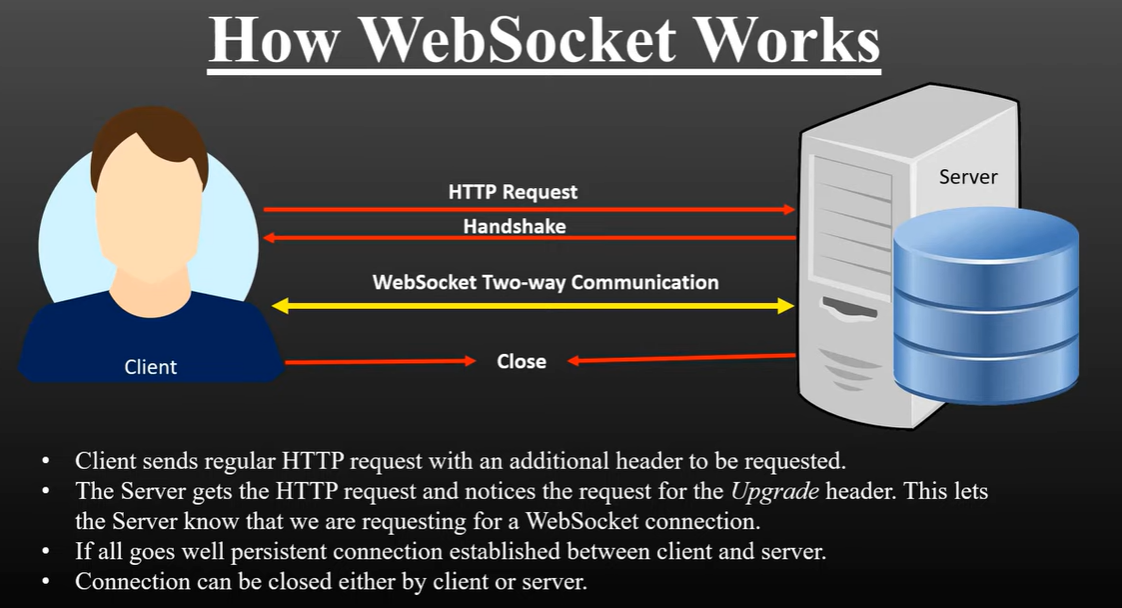 How WebSocket Works
HTTP Request
Handshake
WebSocket Two-way Communication
Close
Client
Server
• Client sends regular HTTP request with an additional header to be requested.
• The Server gets the HTTP request and notices the request for the Upgrade header. This lets
the Server know that we are requesting for a WebSocket connection.
• If all goes well persistent connection established between client and server.
• Connection can be closed either by client or server.